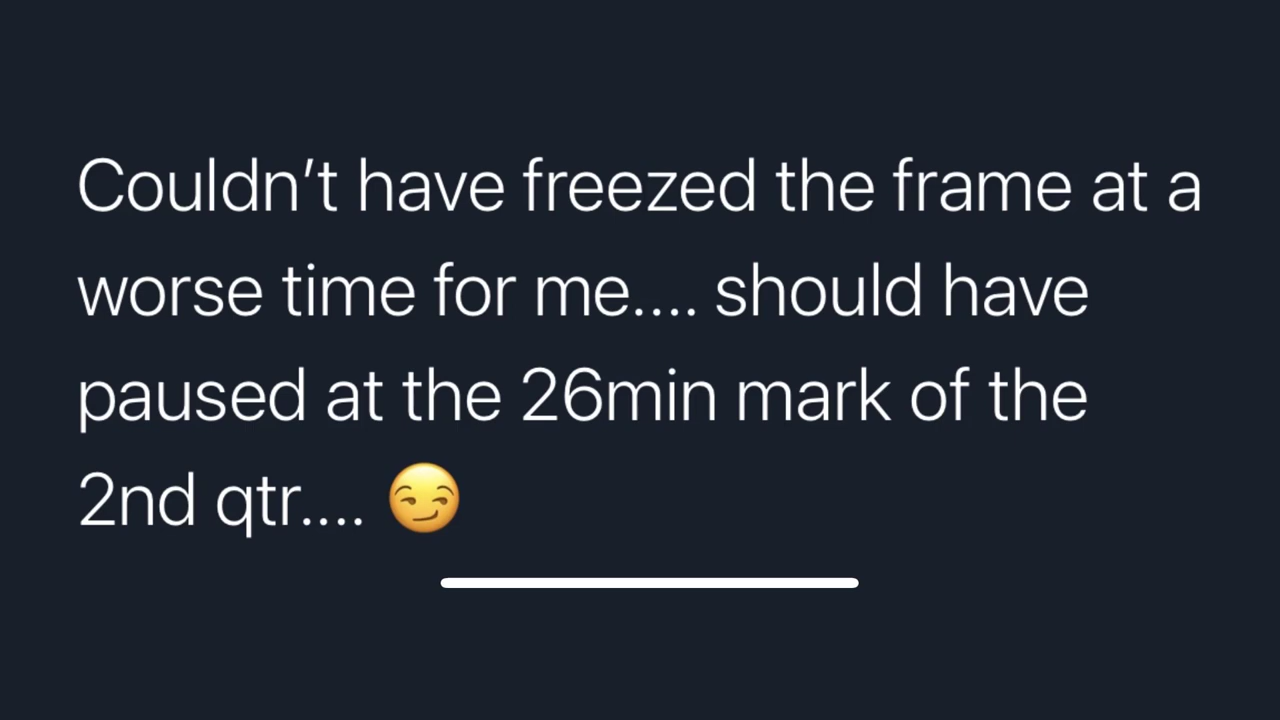 Couldn’t have freezed the frame at a
worse time for me.... should have
paused at the 26min mark of the
2nd qtr.... 😏